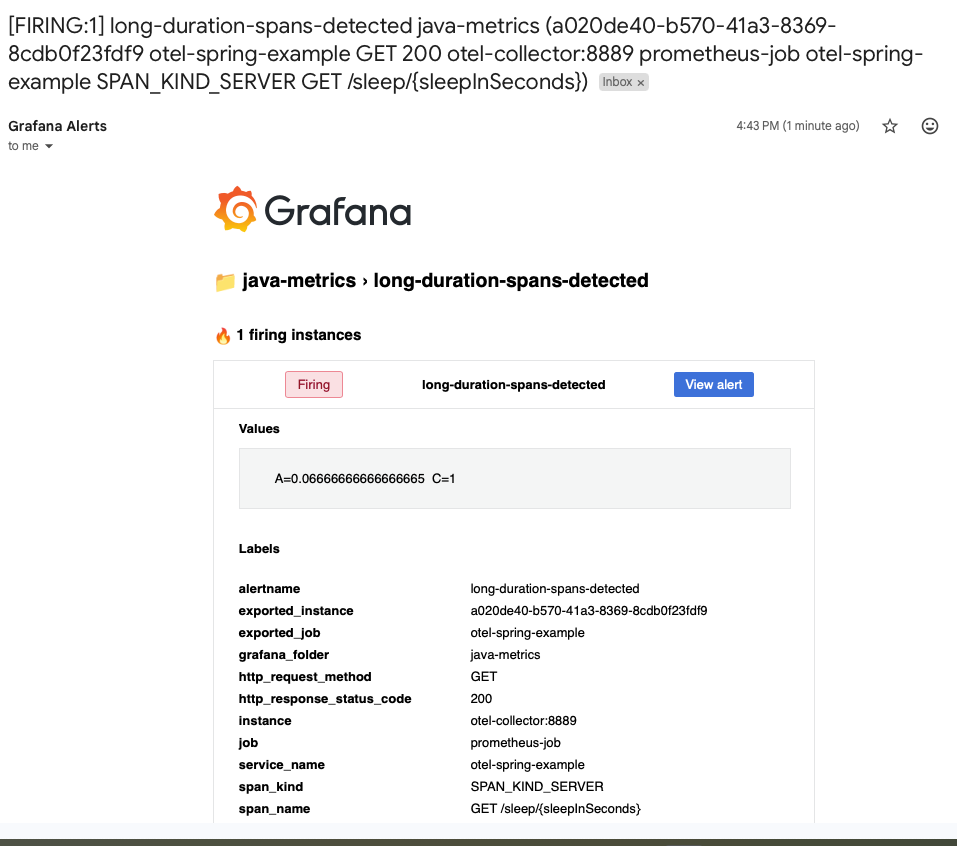 [FIRING:1] long-duration-spans-detected java-metrics (a020de40-b570-41a3-8369-
8cdb0f23fdf9 otel-spring-example GET 200 otel-collector:8889 prometheus-job otel-spring-
example SPAN_KIND_SERVER GET /sleep/{sleepInSeconds}) Inbox ×
Grafana Alerts 4:43 PM (1 minute ago)
to me
Grafana
java-metrics › long-duration-spans-detected
1 firing instances
Firing long-duration-spans-detected View alert
Values
A=0.06666666666666665 C=1
Labels
alertname long-duration-spans-detected
exported_instance a020de40-b570-41a3-8369-8cdb0f23fdf9
exported_job otel-spring-example
grafana_folder java-metrics
http_request_method GET
http_response_status_code 200
instance otel-collector:8889
job prometheus-job
service_name otel-spring-example
span_kind SPAN_KIND_SERVER
span_name GET /sleep/{sleepInSeconds}